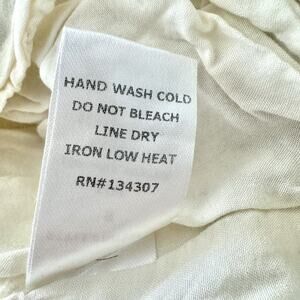 HAND WASH COLD
DO NOT BLEACH
LINE DRY
IRON LOW HEAT
RN#134307